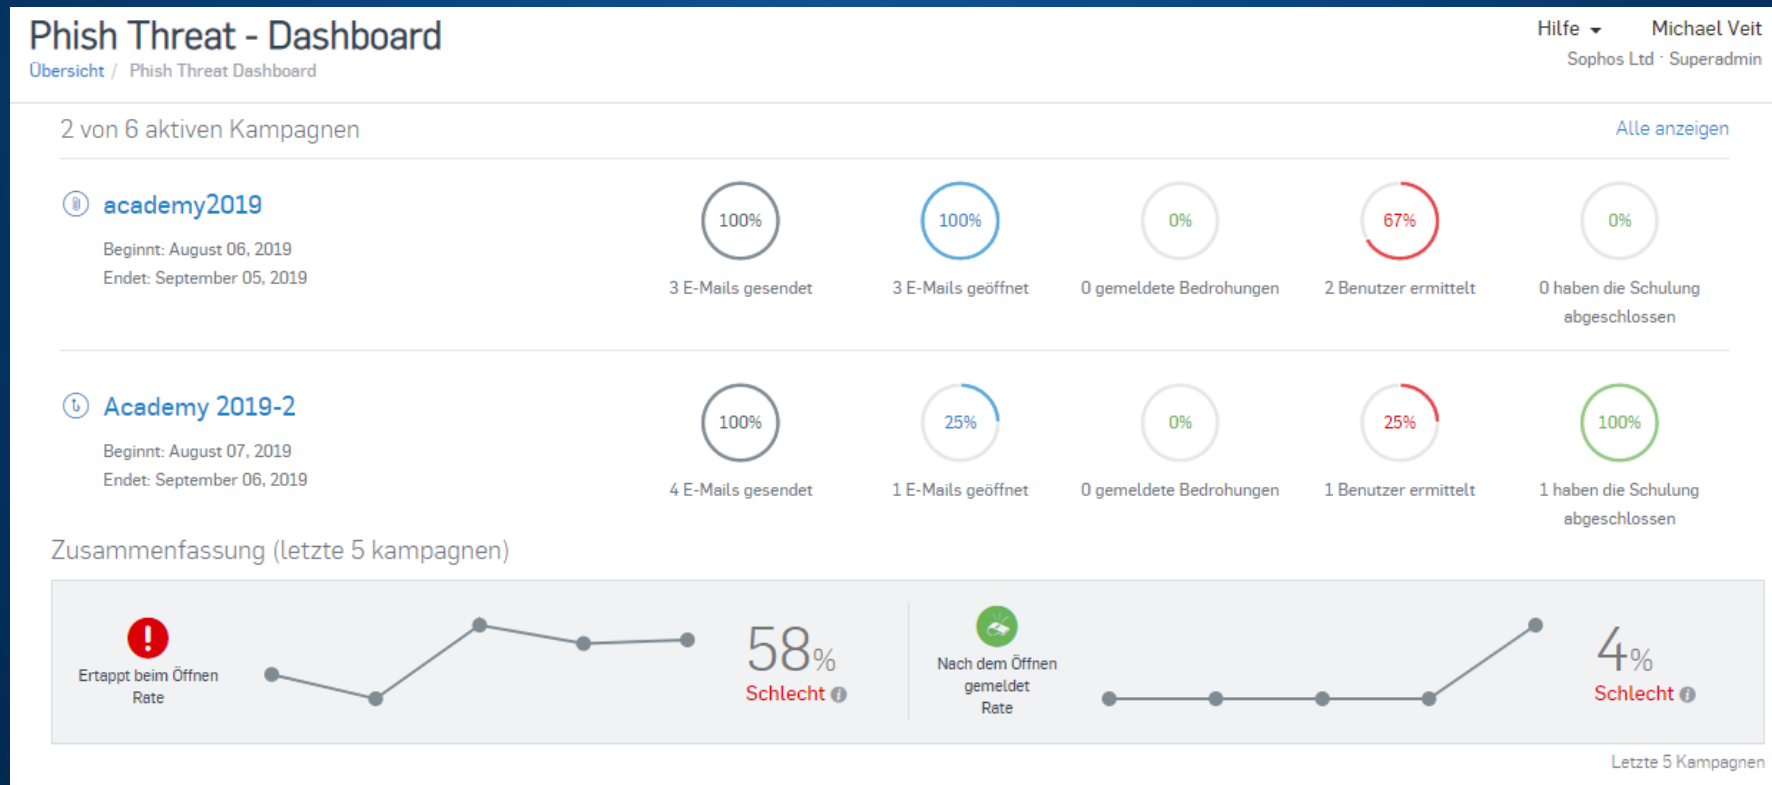 Phish Threat - Dashboard
Hilfe Michael Veit
Übersicht / Phish Threat Dashboard
Sophos Ltd · Superadmin
2 von 6 aktiven Kampagnen
Alle anzeigen
academy2019
Beginnt: August 06, 2019
Endet: September 05, 2019
100%
3 E-Mails gesendet
100%
3 E-Mails geöffnet
0%
0 gemeldete Bedrohungen
67%
2 Benutzer ermittelt
0%
0 haben die Schulung
abgeschlossen
Academy 2019-2
Beginnt: August 07, 2019
Endet: September 06, 2019
100%
4 E-Mails gesendet
25%
1 E-Mails geöffnet
0%
0 gemeldete Bedrohungen
25%
1 Benutzer ermittelt
100%
1 haben die Schulung
abgeschlossen
Zusammenfassung (letzte 5 kampagnen)
Ertappt beim Öffnen
Rate
58%
Schlecht
Nach dem Öffnen
gemeldet
Rate
4%
Schlecht
Letzte 5 Kampagnen